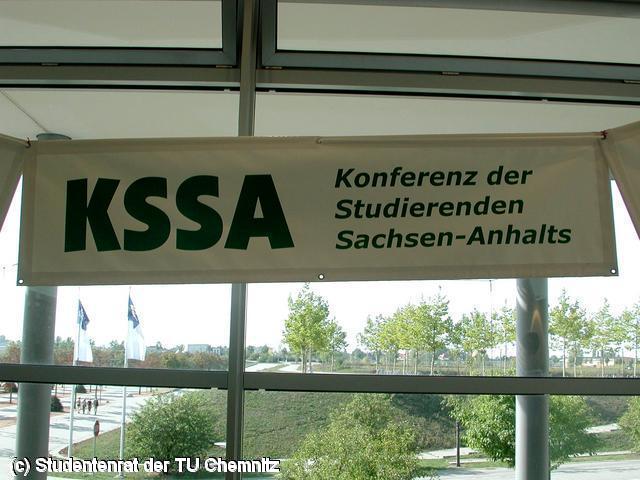 KSSA
Konferenz der
Studierenden
Sachsen-Anhalts
(c) Studentenrat der TU Chemnitz